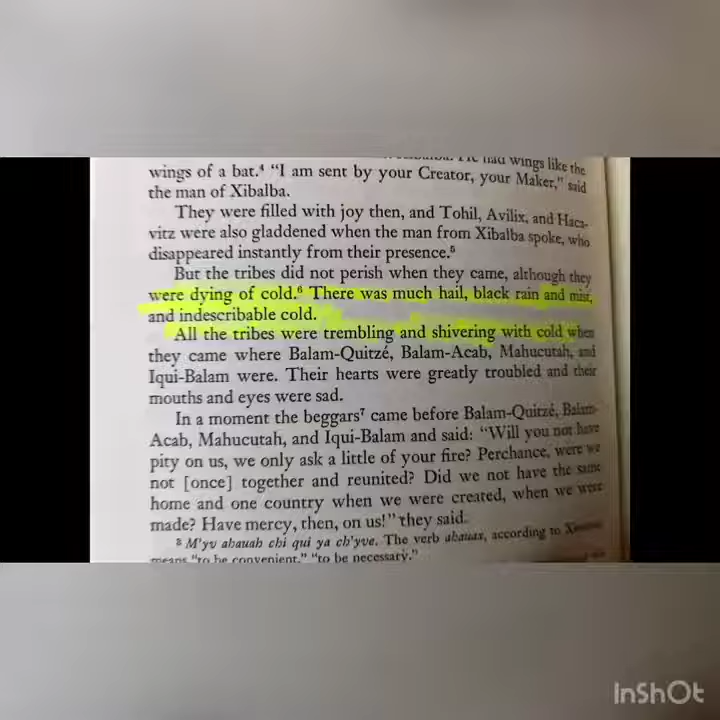 He had wings like the
wings of a bat.⁴ “I am sent by your Creator, your Maker,” said
the man of Xibalba.
They were filled with joy then, and Tohil, Avilix, and Haca-
vitz were also gladdened when the man from Xibalba spoke, who
disappeared instantly from their presence.⁵
But the tribes did not perish when they came, although they
were dying of cold.⁶ There was much hail, black rain and mist,
and indescribable cold.
All the tribes were trembling and shivering with cold when
they came where Balam-Quitzé, Balam-Acab, Mahucutah, and
Iqui-Balam were. Their hearts were greatly troubled and their
mouths and eyes were sad.
In a moment the beggars⁷ came before Balam-Quitzé, Balam-
Acab, Mahucutah, and Iqui-Balam and said: “Will you not have
pity on us, we only ask a little of your fire? Perchance, were we
not [once] together and reunited? Did we not have the same
home and one country when we were created, when we were
made? Have mercy, then, on us!” they said.
³ M'yv ahauah chi qui ya ch'yve. The verb ahauax, according to
means “to be convenient,” “to be necessary.”
InShOt